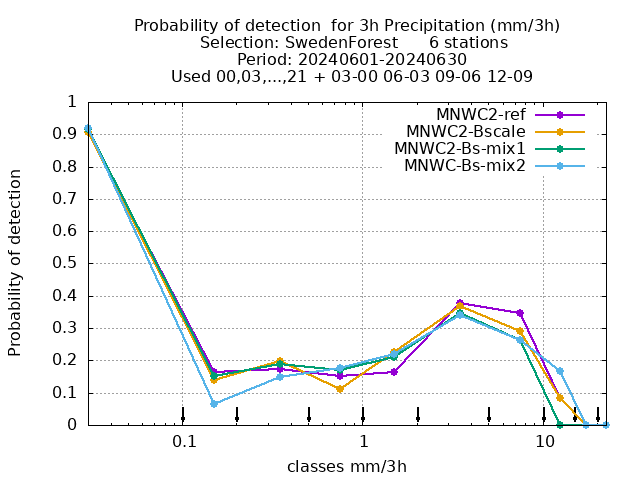 Probability of detection  for 3h Precipitation (mm/3h)
Selection: SwedenForest      6 stations
Period: 20240601-20240630
Used 00,03,...,21 + 03-00 06-03 09-06 12-09
MNWC2-ref
MNWC2-Bscale
MNWC2-Bs-mix1
MNWC-Bs-mix2
Probability of detection
1
0.9
0.8
0.7
0.6
0.5
0.4
0.3
0.2
0.1
0
0.1 1 10
classes mm/3h